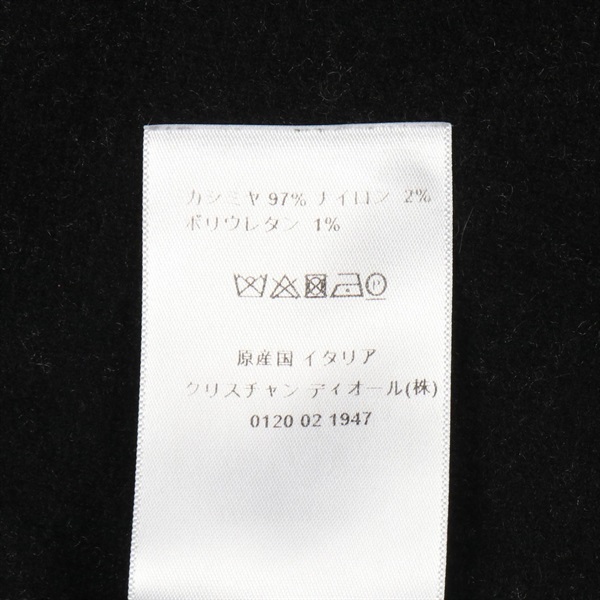 カシミヤ 97% ナイロン 2%
ポリウレタン 1%
原産国 イタリア
クリスチャン ディオール(株)
0120 02 1947